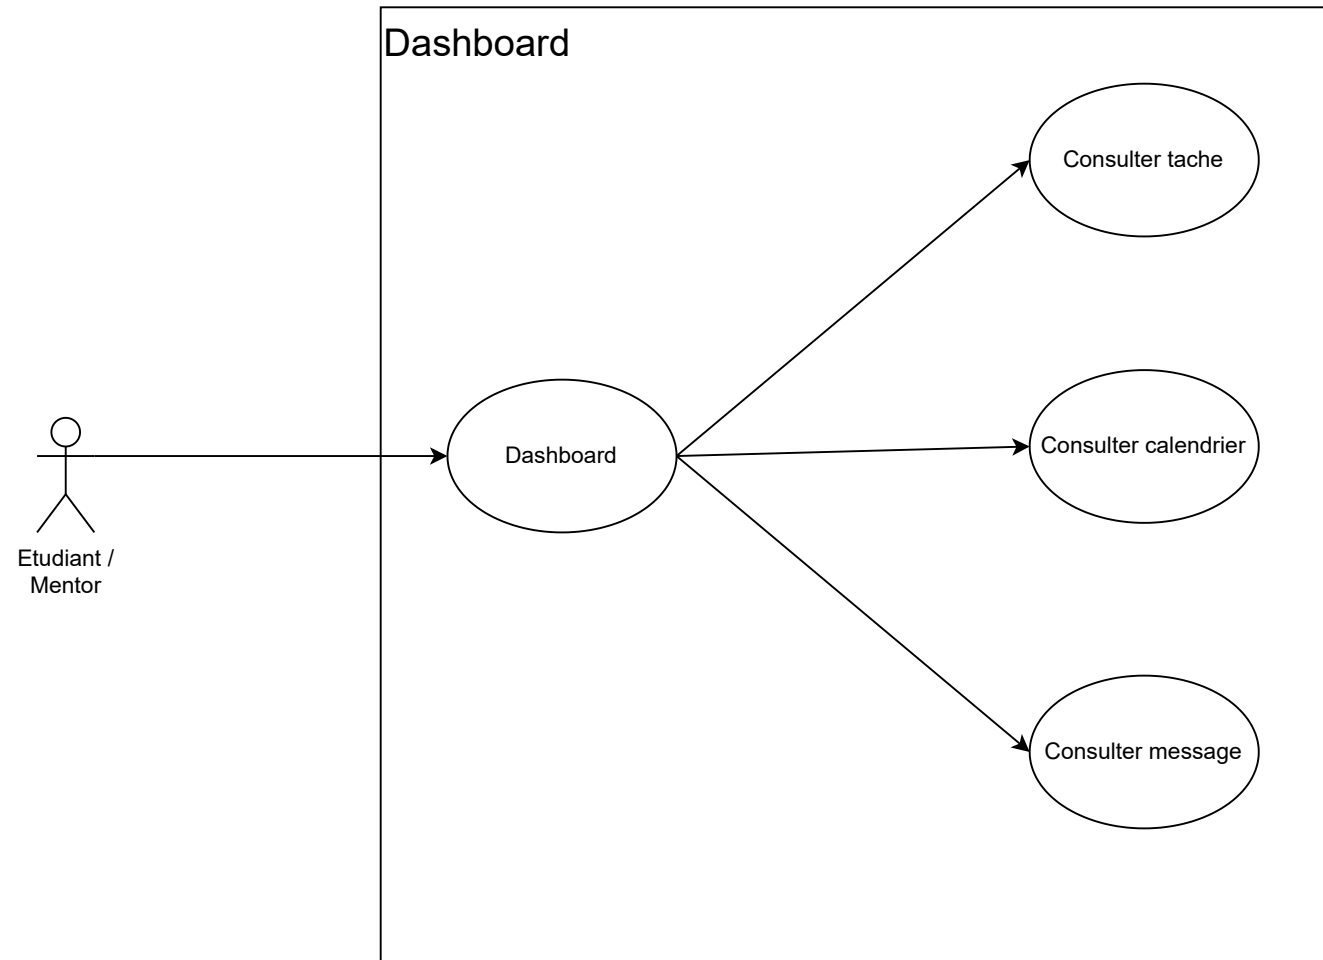 Dashboard
Consulter tache
Dashboard
Consulter calendrier
Etudiant /
Mentor
Consulter message